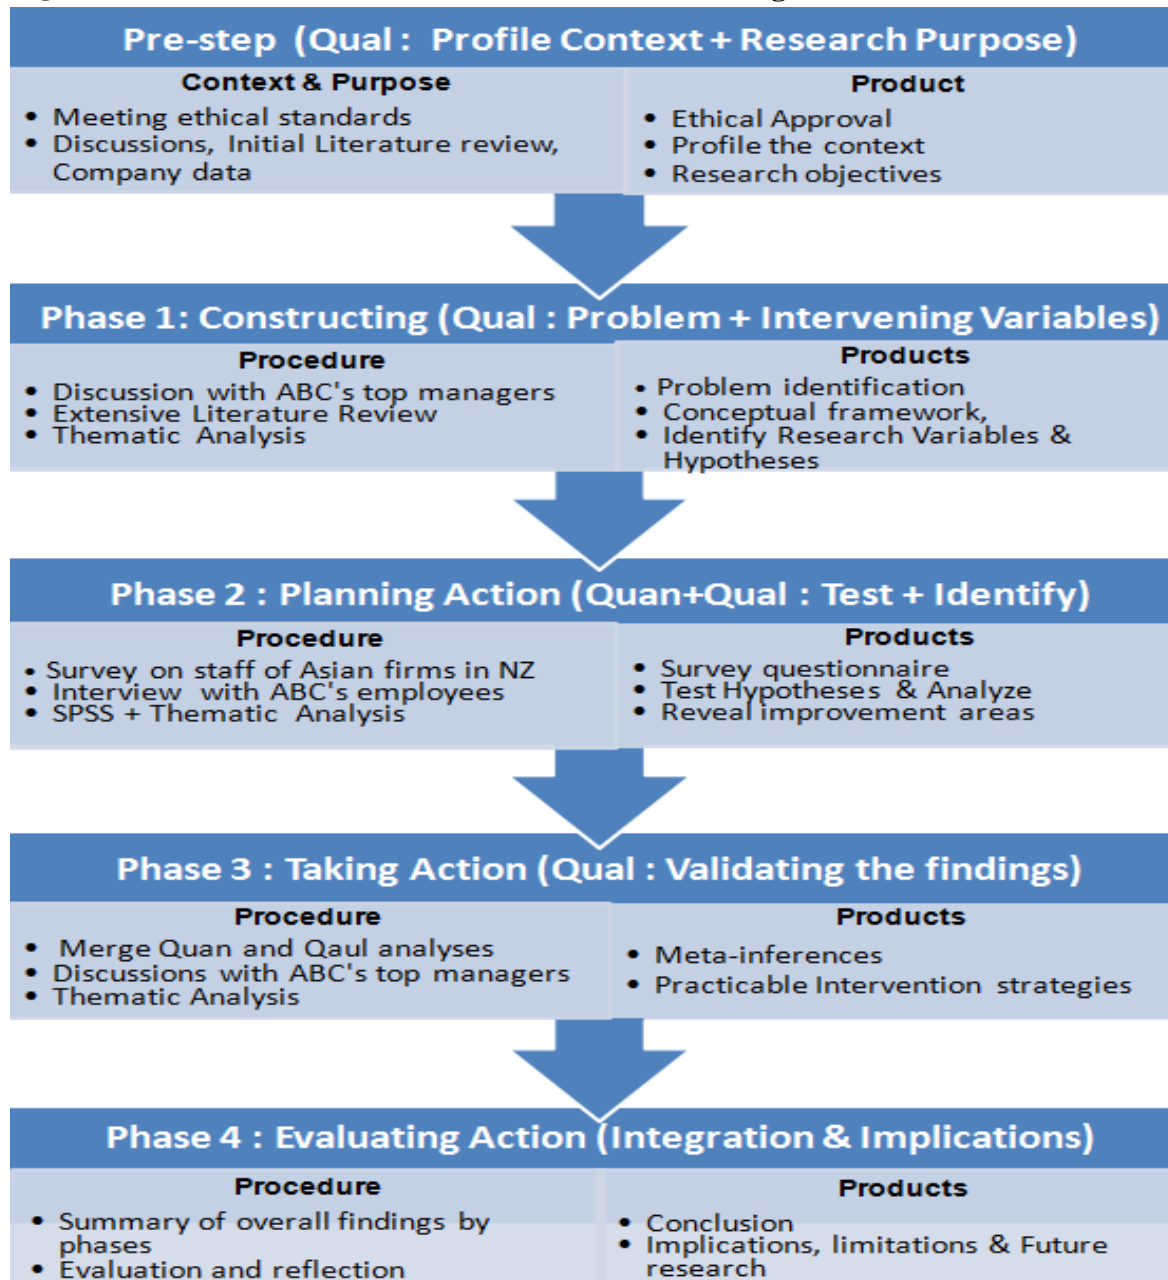 Pre-step (Qual : Profile Context + Research Purpose)
Context & Purpose
• Meeting ethical standards
• Discussions, Initial Literature review,
Company data
Product
• Ethical Approval
• Profile the context
• Research objectives
Phase 1: Constructing (Qual : Problem + Intervening Variables)
Procedure
• Discussion with ABC's top managers
• Extensive Literature Review
• Thematic Analysis
Products
• Problem identification
• Conceptual framework,
• Identify Research Variables &
Hypotheses
Phase 2 : Planning Action (Quan+Qual : Test + Identify)
Procedure
• Survey on staff of Asian firms in NZ
• Interview with ABC's employees
• SPSS + Thematic Analysis
Products
• Survey questionnaire
• Test Hypotheses & Analyze
• Reveal improvement areas
Phase 3 : Taking Action (Qual : Validating the findings)
Procedure
• Merge Quan and Qaul analyses
• Discussions with ABC's top managers
• Thematic Analysis
Products
• Meta-inferences
• Practicable Intervention strategies
Phase 4 : Evaluating Action (Integration & Implications)
Procedure
• Summary of overall findings by
phases
• Evaluation and reflection
Products
• Conclusion
• Implications, limitations & Future
research